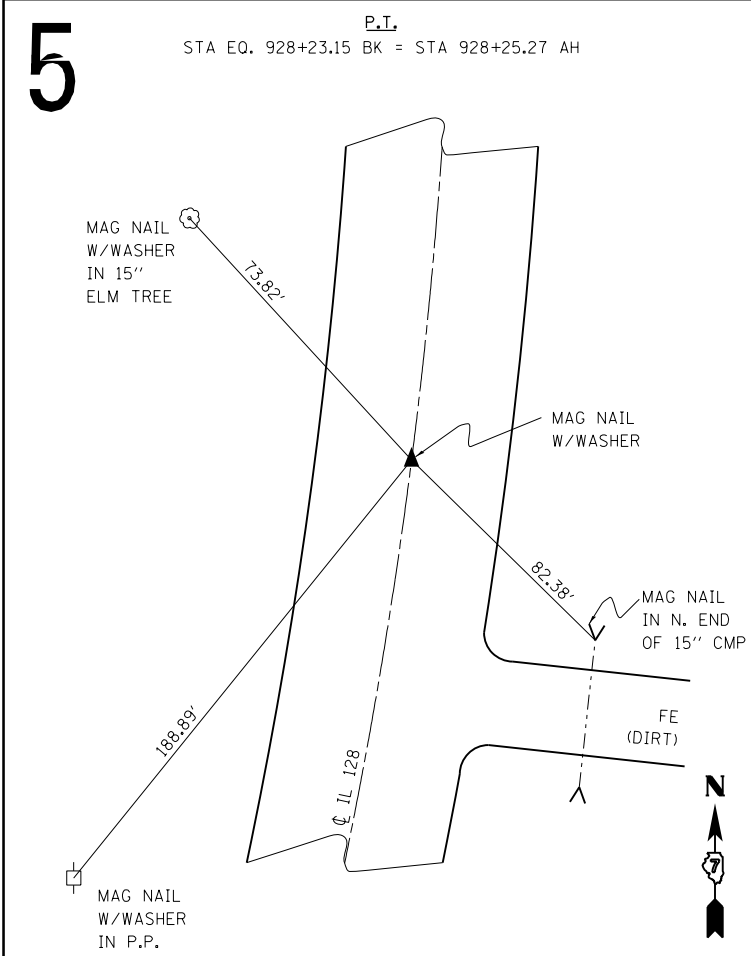 5
P.T.
STA EQ. 928+23.15 BK = STA 928+25.27 AH
MAG NAIL
W/WASHER
IN 15''
ELM TREE
73.82'
MAG NAIL
W/WASHER
82.38'
MAG NAIL
IN N. END
OF 15'' CMP
188.89'
FE
(DIRT)
℄ IL 128
N
7
MAG NAIL
W/WASHER
IN P.P.